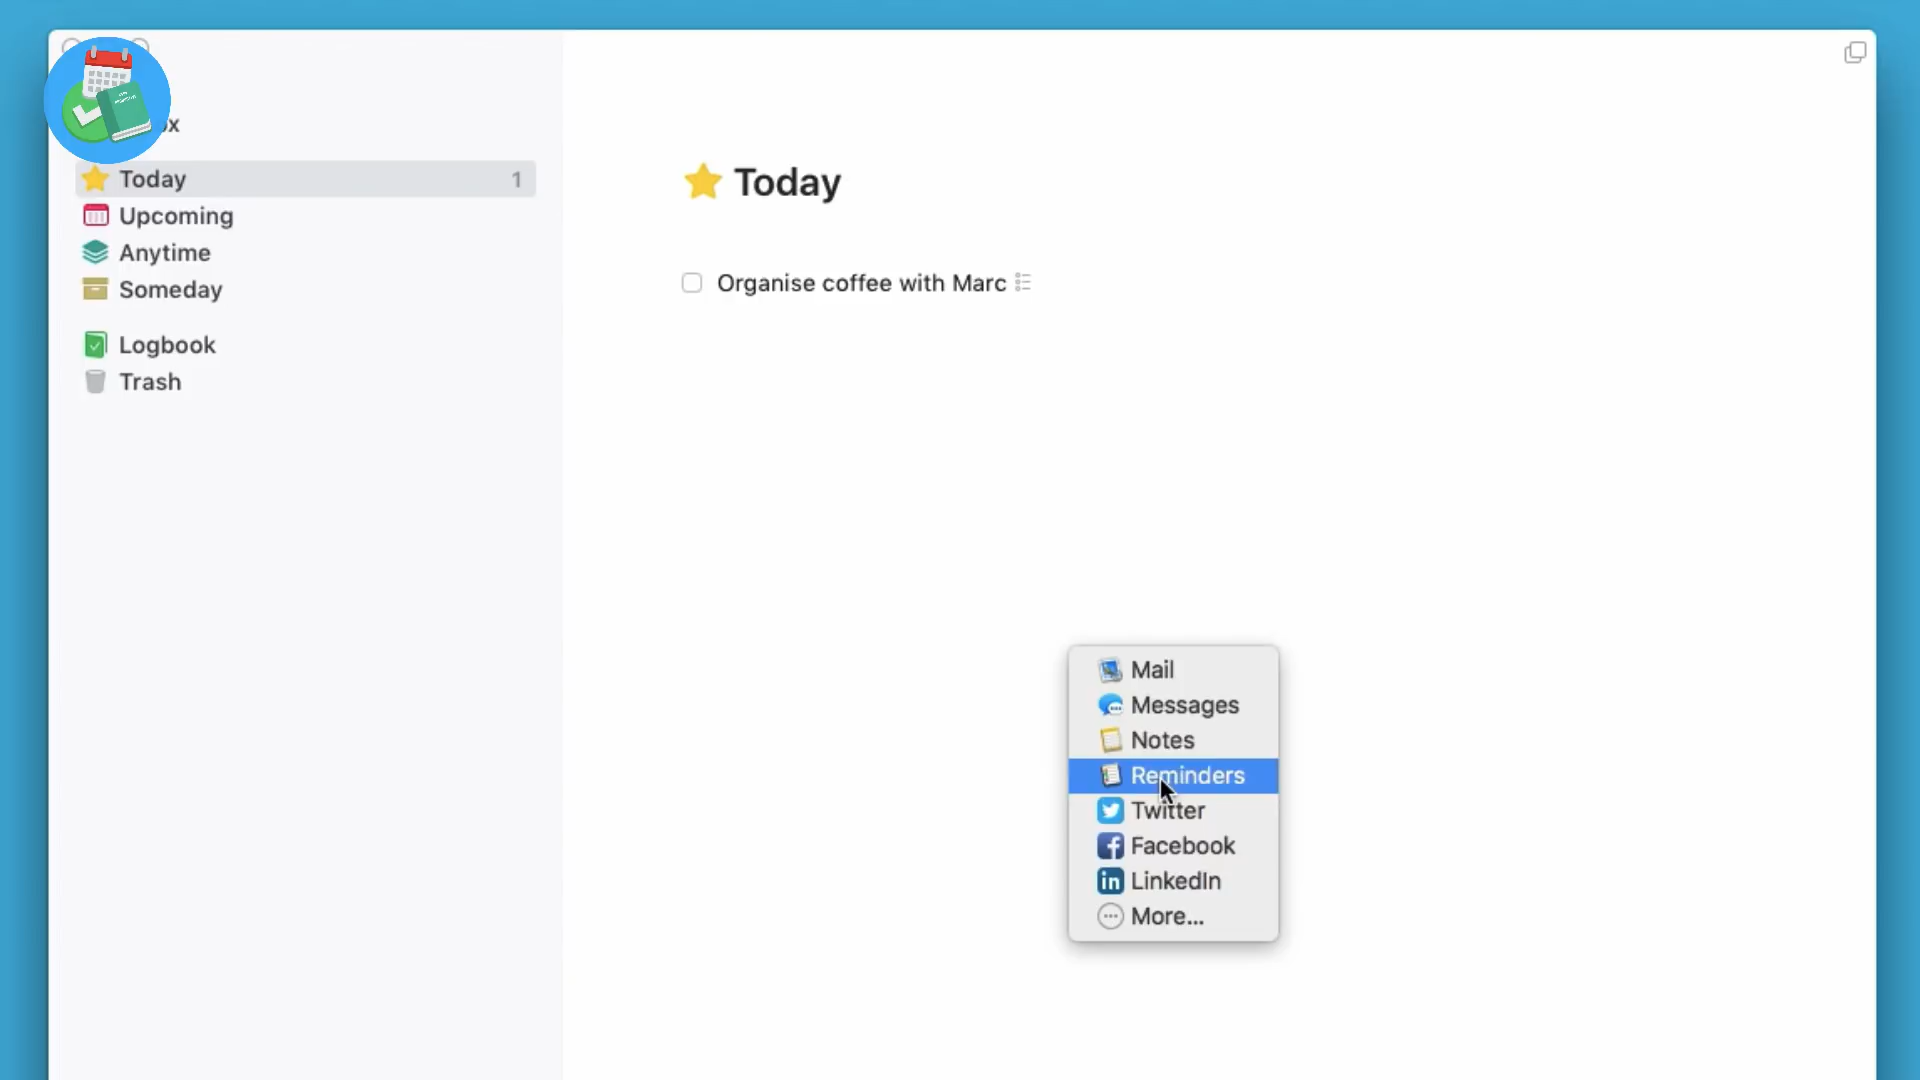 Today 1
Upcoming
Anytime
Someday
Logbook
Trash
Today
Organise coffee with Marc
Mail
Messages
Notes
Reminders
Twitter
Facebook
LinkedIn
More...